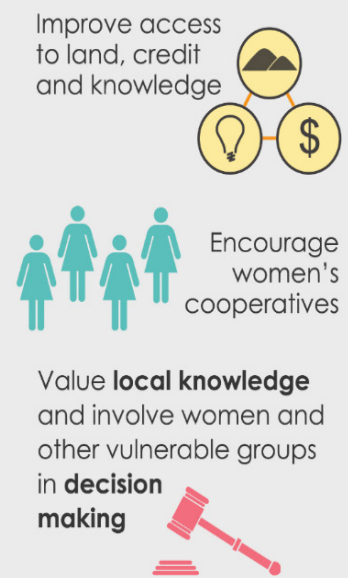 Improve access
to land, credit
and knowledge
$
Encourage
women's
cooperatives
Value local knowledge
and involve women and
other vulnerable groups
in decision
making